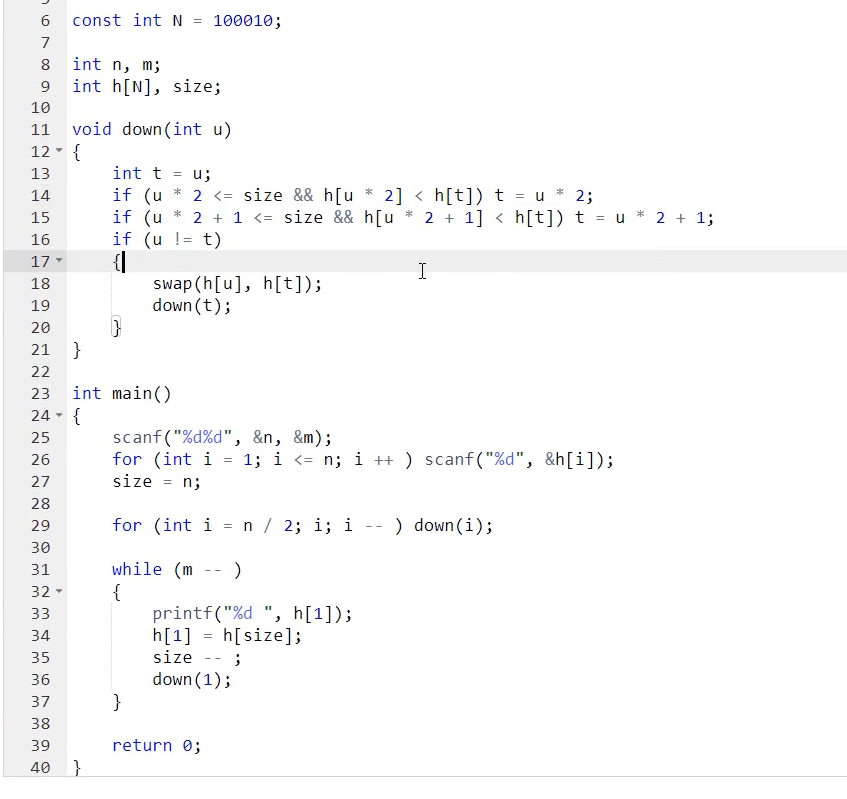 6 const int N = 100010;
7
8 int n, m;
9 int h[N], size;
10
11 void down(int u)
12 {
13     int t = u;
14     if (u * 2 <= size && h[u * 2] < h[t]) t = u * 2;
15     if (u * 2 + 1 <= size && h[u * 2 + 1] < h[t]) t = u * 2 + 1;
16     if (u != t)
17     {
18         swap(h[u], h[t]);
19         down(t);
20     }
21 }
22
23 int main()
24 {
25     scanf("%d%d", &n, &m);
26     for (int i = 1; i <= n; i ++ ) scanf("%d", &h[i]);
27     size = n;
28
29     for (int i = n / 2; i; i -- ) down(i);
30
31     while (m -- )
32     {
33         printf("%d ", h[1]);
34         h[1] = h[size];
35         size -- ;
36         down(1);
37     }
38
39     return 0;
40 }